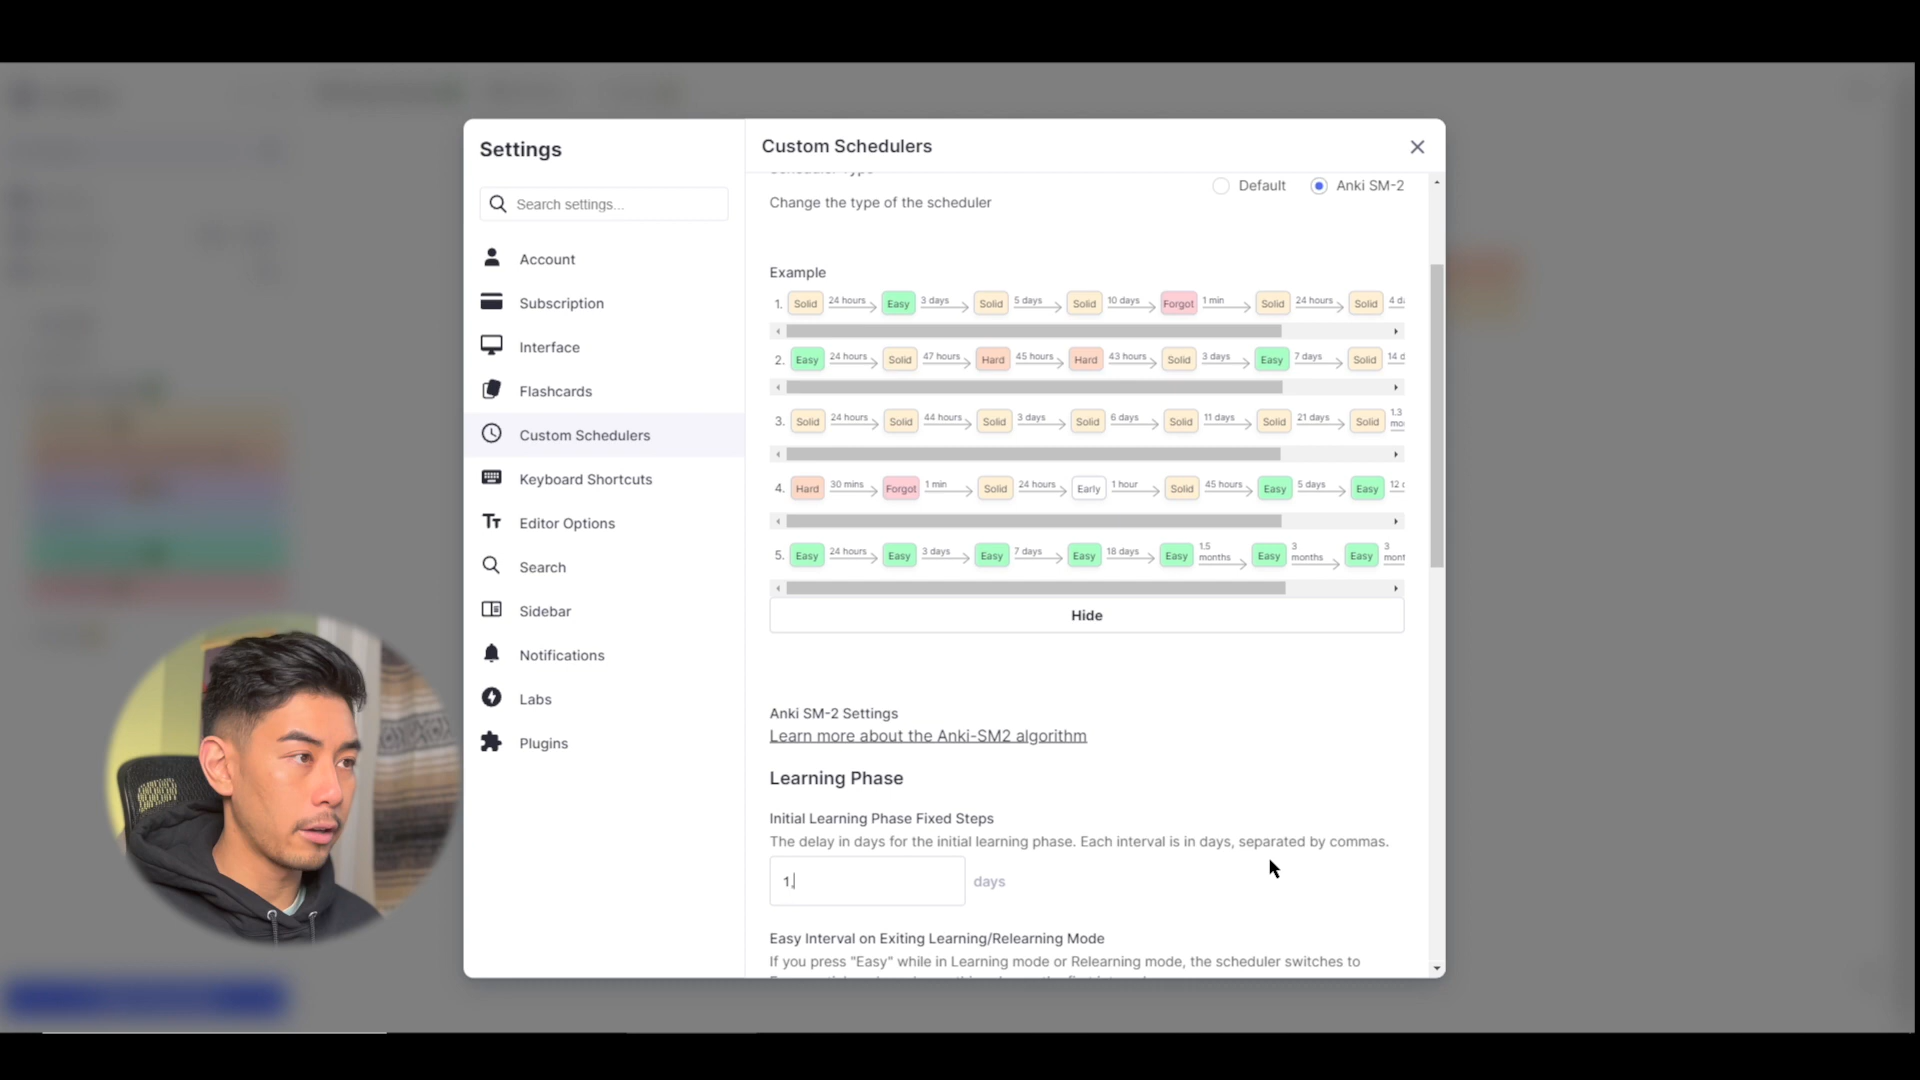 Settings
Search settings...
Account
Subscription
Interface
Flashcards
Custom Schedulers
Keyboard Shortcuts
Editor Options
Search
Sidebar
Notifications
Labs
Plugins
Custom Schedulers
Scheduler Type
Default Anki SM-2
Change the type of the scheduler
Example
1. Solid 24 hours Easy 3 days Solid 5 days Solid 10 days Forgot 1 min Solid 24 hours Solid 4
2. Easy 24 hours Solid 47 hours Hard 45 hours Hard 43 hours Solid 3 days Easy 7 days Solid 14 d
3. Solid 24 hours Solid 44 hours Solid 3 days Solid 6 days Solid 11 days Solid 21 days Solid 1.3 mo
4. Hard 30 mins Forgot 1 min Solid 24 hours Early 1 hour Solid 45 hours Easy 5 days Easy 12
5. Easy 24 hours Easy 3 days Easy 7 days Easy 18 days Easy 1.5 months Easy 3 months Easy 3 mont
Hide
Anki SM-2 Settings
Learn more about the Anki-SM2 algorithm
Learning Phase
Initial Learning Phase Fixed Steps
The delay in days for the initial learning phase. Each interval is in days, separated by commas.
1, days
Easy Interval on Exiting Learning/Relearning Mode
If you press "Easy" while in Learning mode or Relearning mode, the scheduler switches to